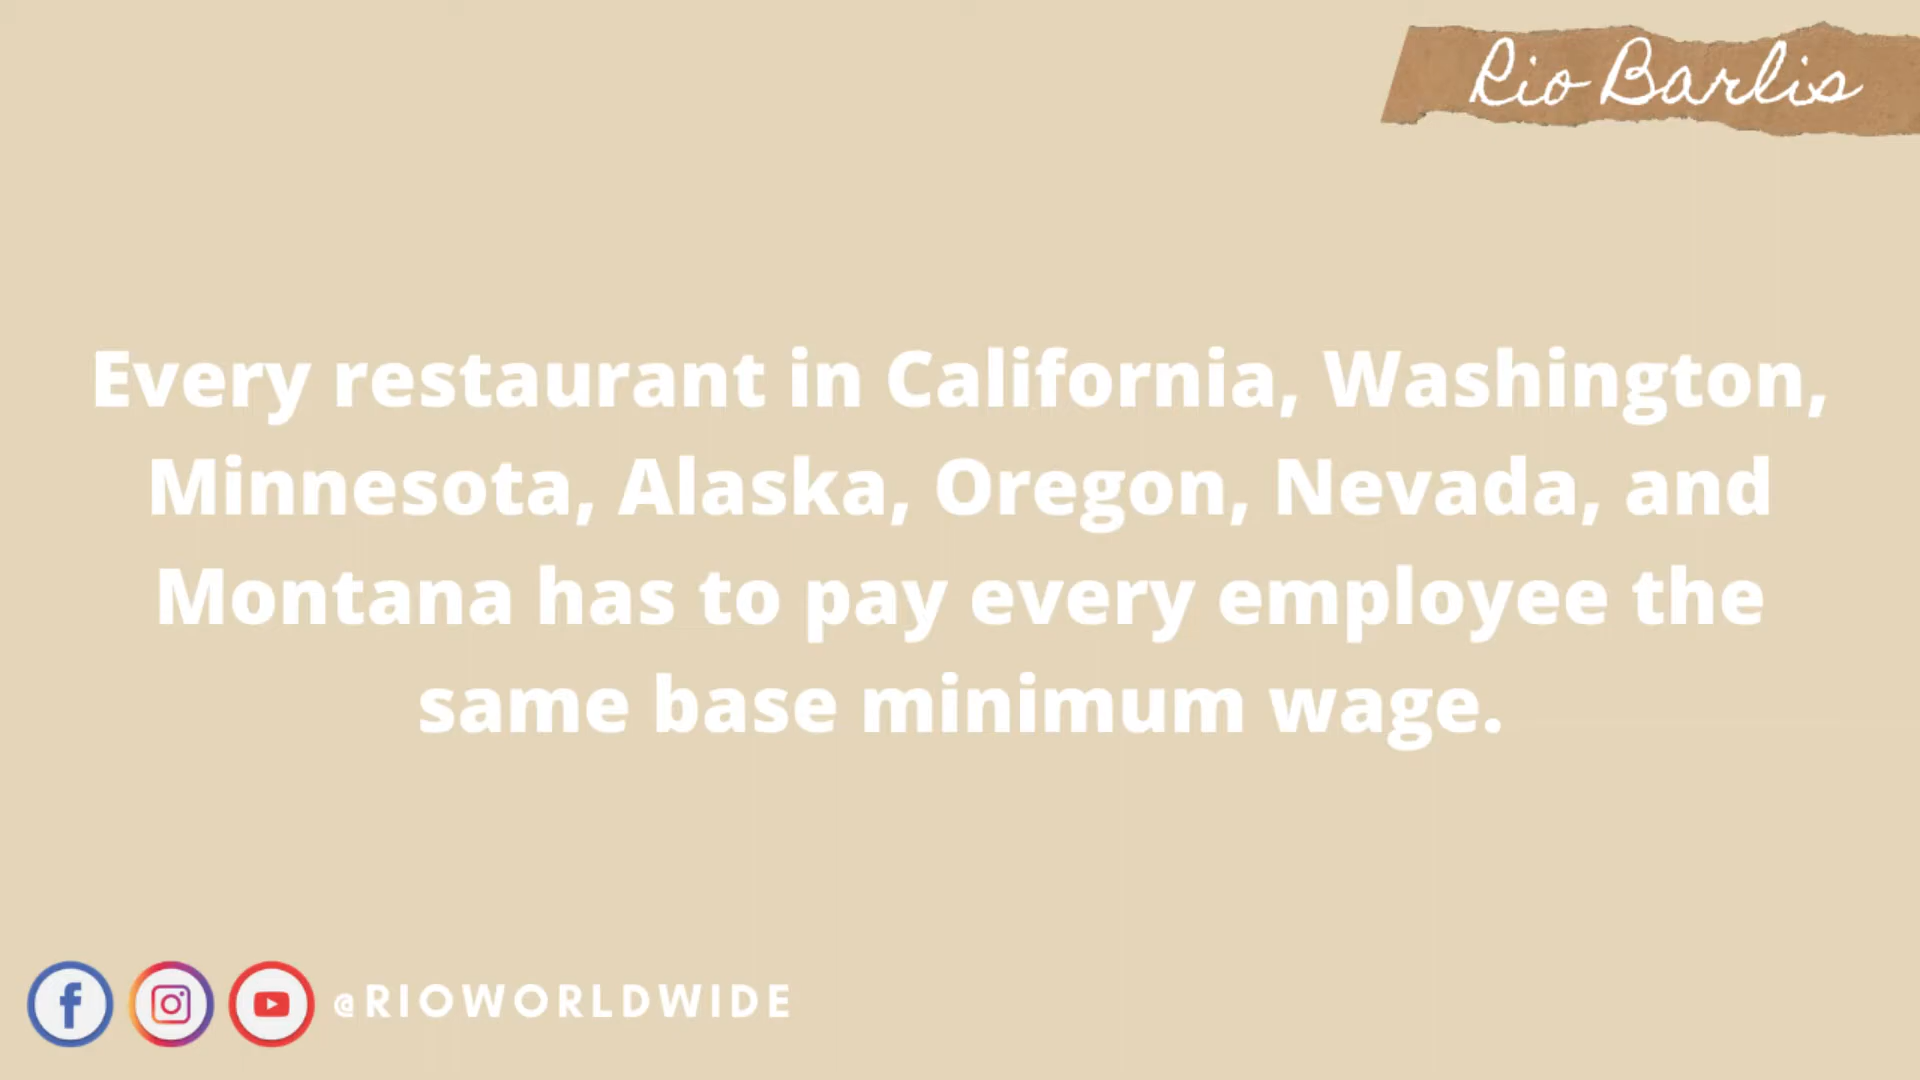 Rio Barlis
Every restaurant in California, Washington,
Minnesota, Alaska, Oregon, Nevada, and
Montana has to pay every employee the
same base minimum wage.
@RIOWORLDWIDE